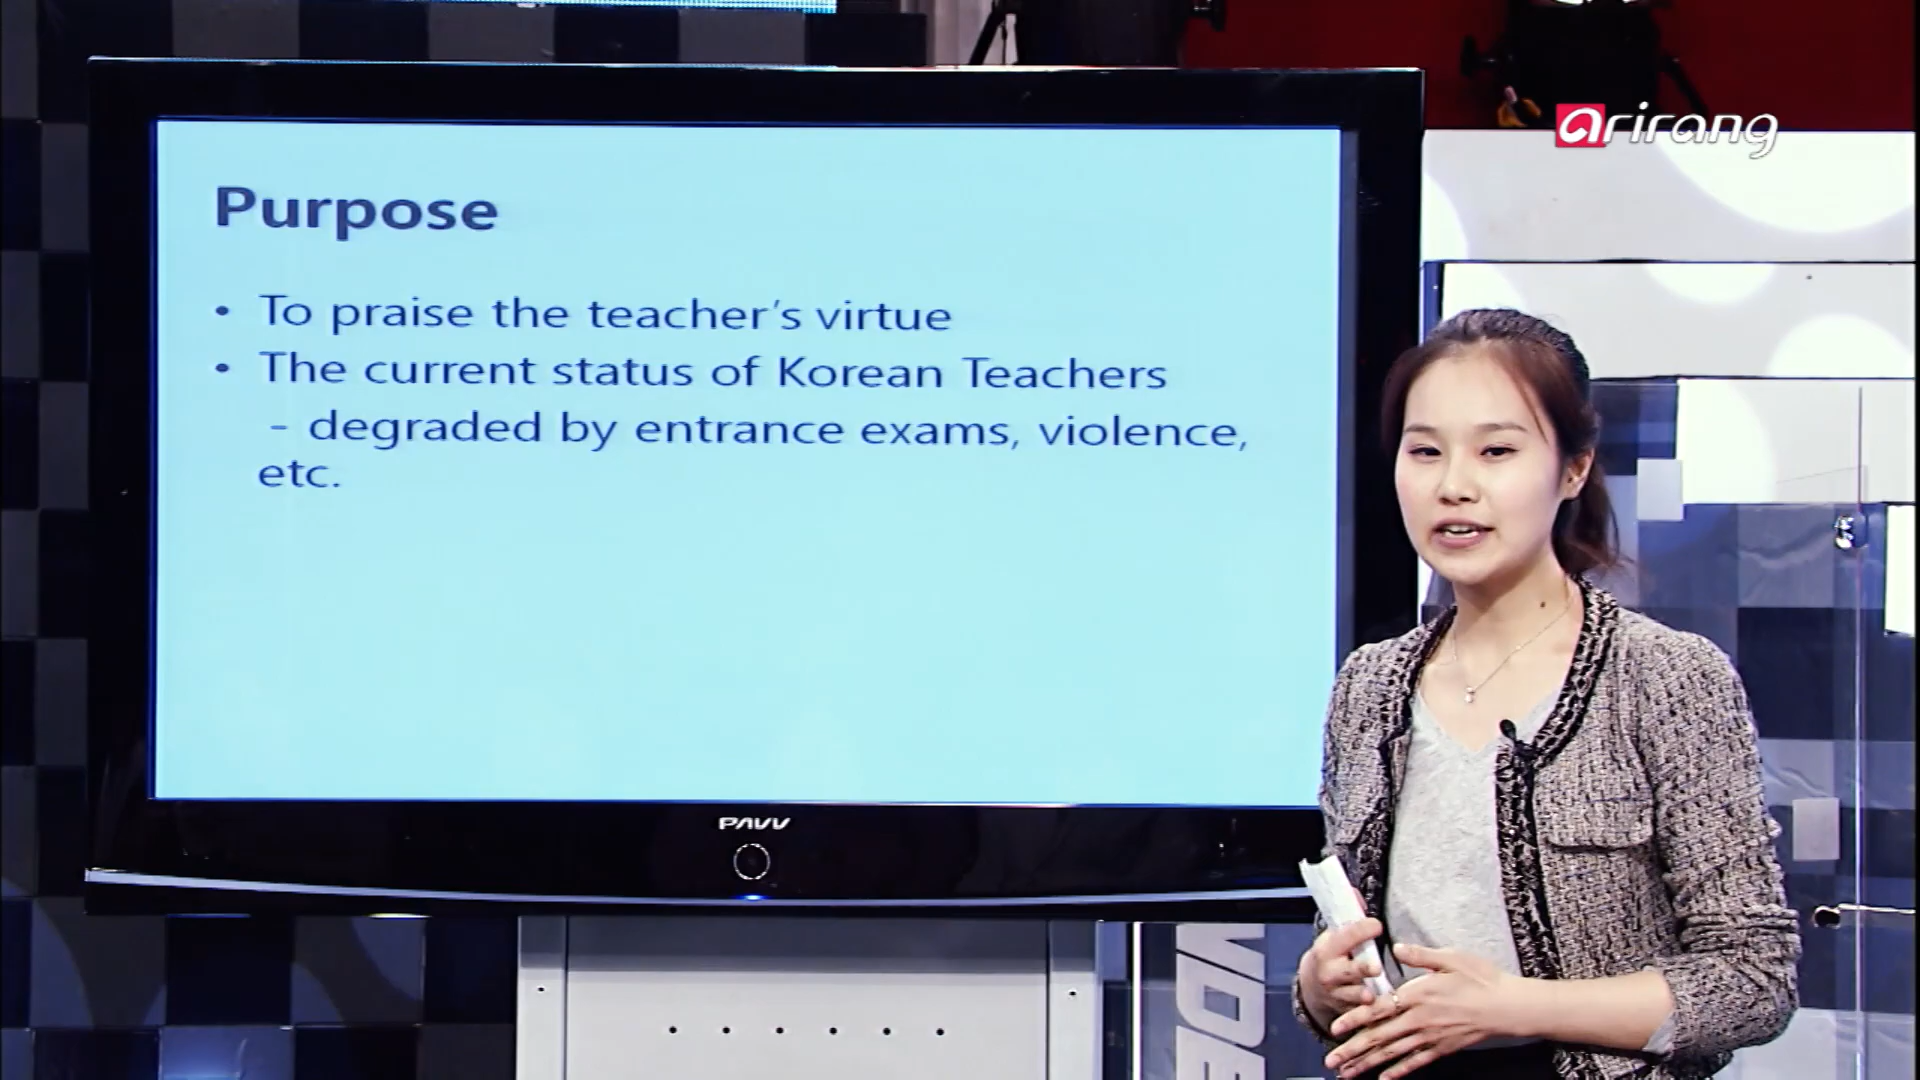 arirang
Purpose
• To praise the teacher's virtue
• The current status of Korean Teachers
- degraded by entrance exams, violence,
etc.
PAVV